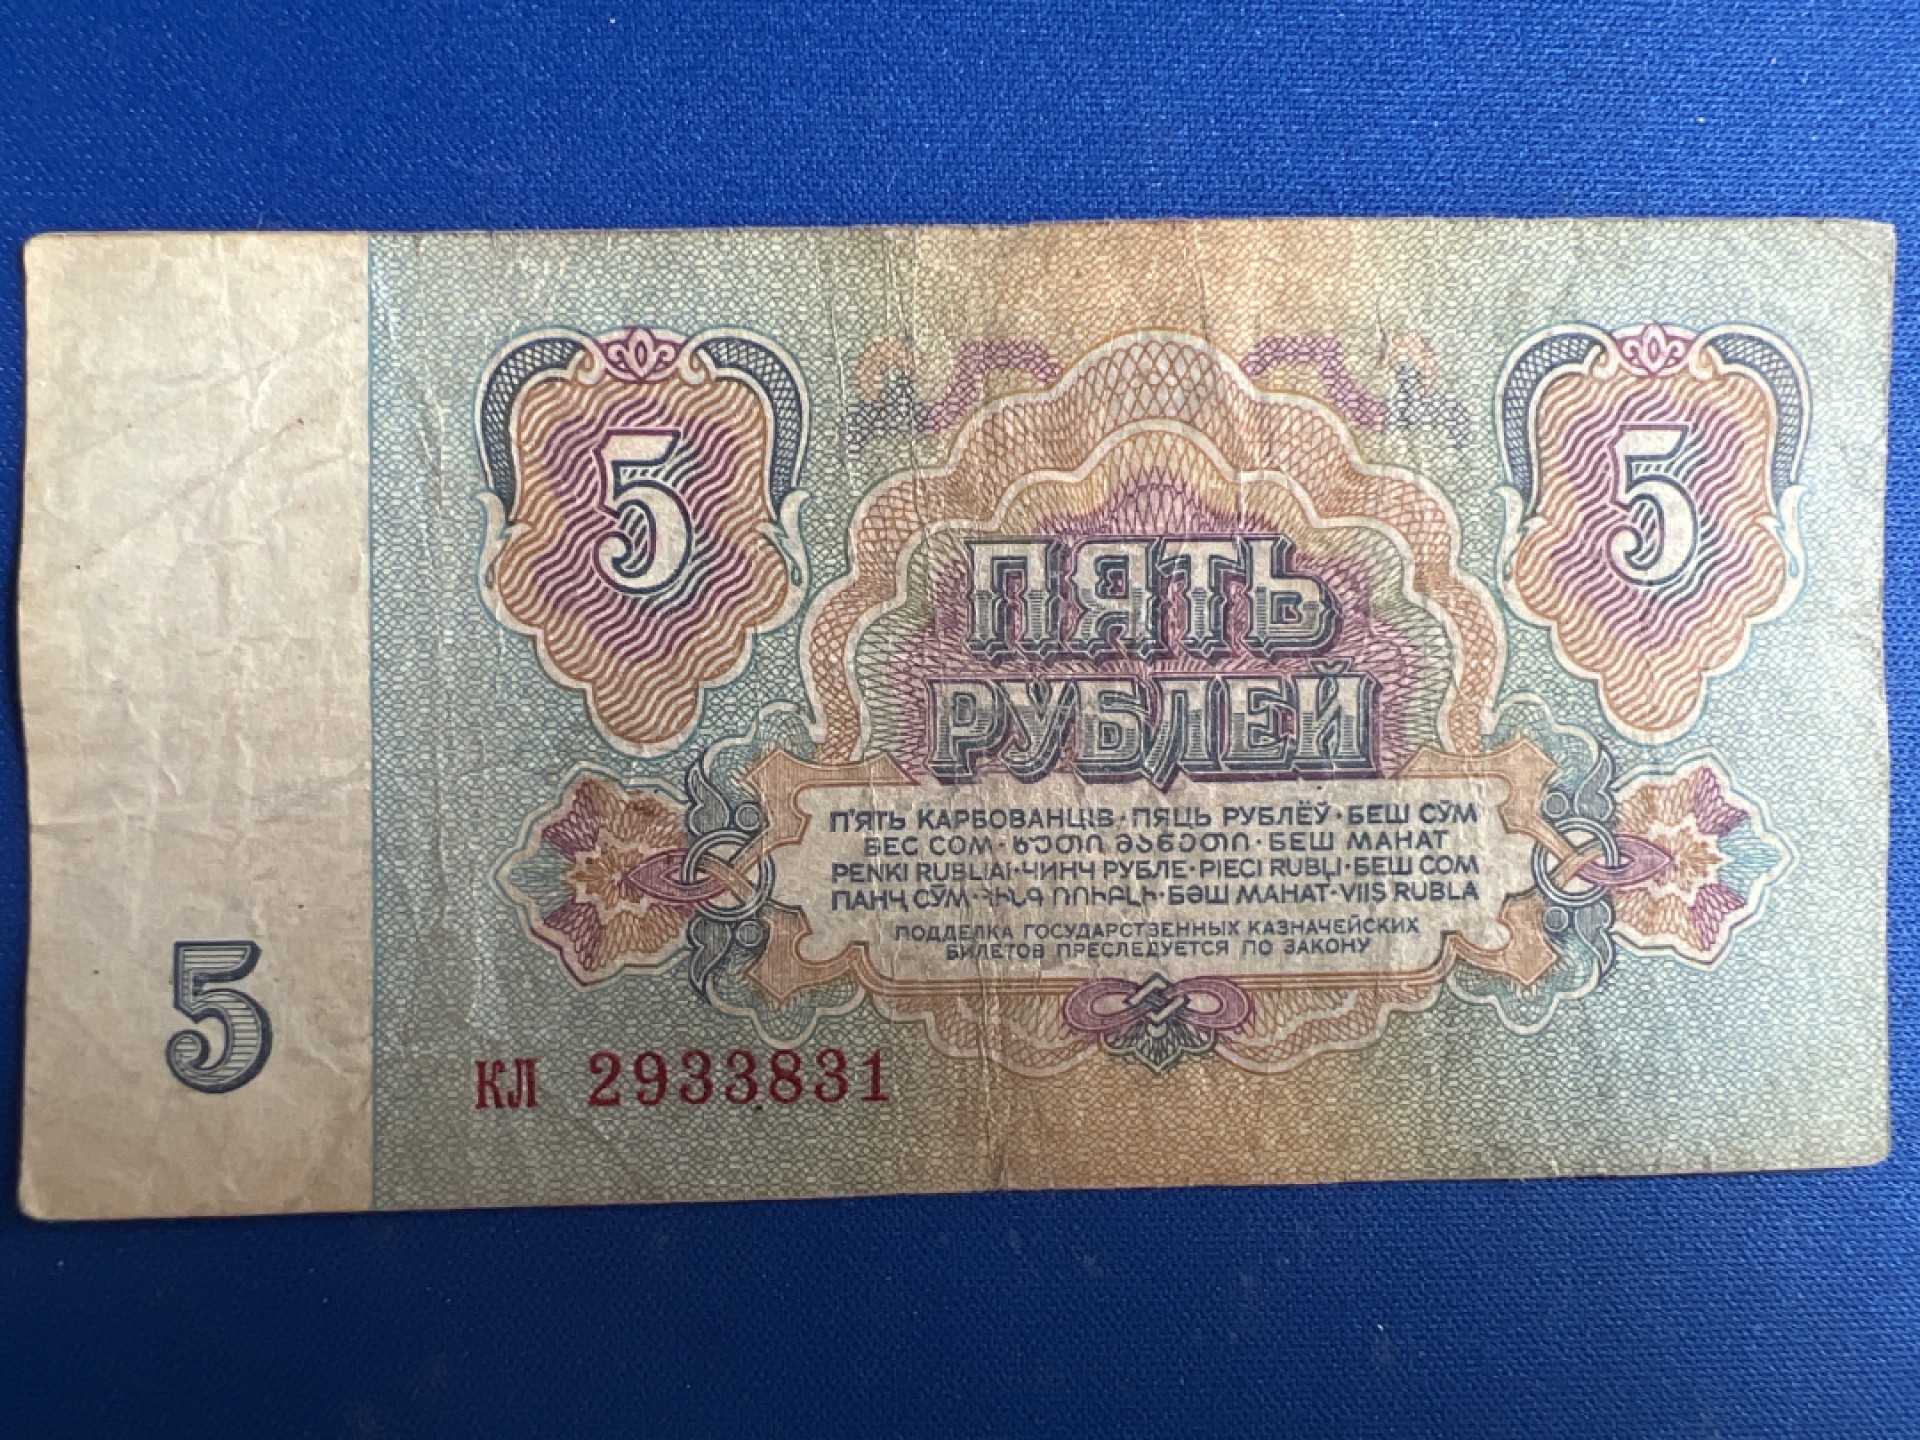 5
5
ПЯТЬ
РУБЛЕЙ
П'ЯТЬ КАРБОВАНЦІВ · ПЯЦЬ РУБЛЁЎ · БЕШ СЎМ
БЕС СОМ · ᲮᲣᲗᲘ ᲛᲐᲜᲔᲗᲘ · БЕШ МАНАТ
PENKI RUBLIAI · ЧИНЧ РУБЛЕ · PIECI RUBĻI · БЕШ СОМ
ПАНҶ СӮМ · ՀԻՆԳ ՌՈՒԲԼԻ · БӘШ МАНАТ · VIIS RUBLA
ПОДДЕЛКА ГОСУДАРСТВЕННЫХ КАЗНАЧЕЙСКИХ
БИЛЕТОВ ПРЕСЛЕДУЕТСЯ ПО ЗАКОНУ
5
кл 2933831